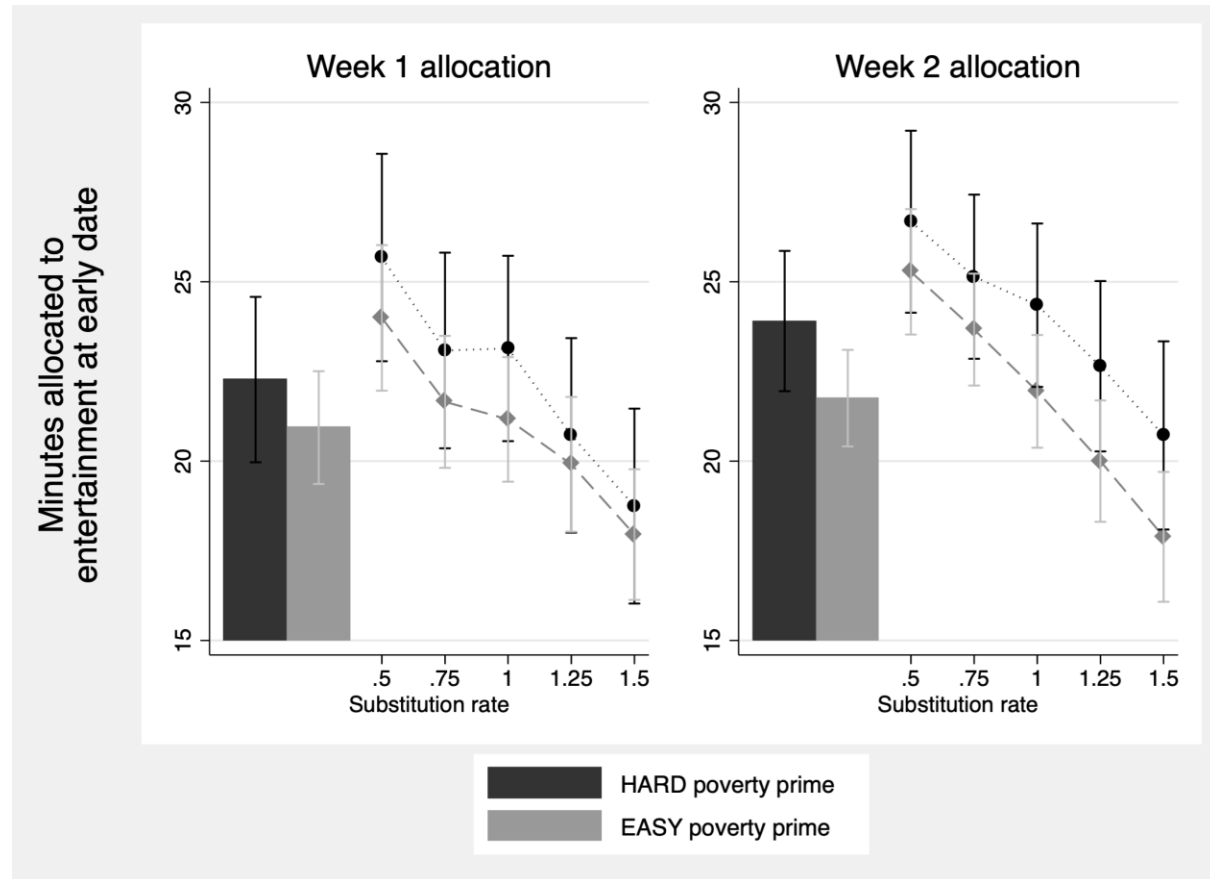 Minutes allocated to
entertainment at early date
Week 1 allocation
30
25
20
15
.5 .75 1 1.25 1.5
Substitution rate
Week 2 allocation
30
25
20
15
.5 .75 1 1.25 1.5
Substitution rate
HARD poverty prime
EASY poverty prime